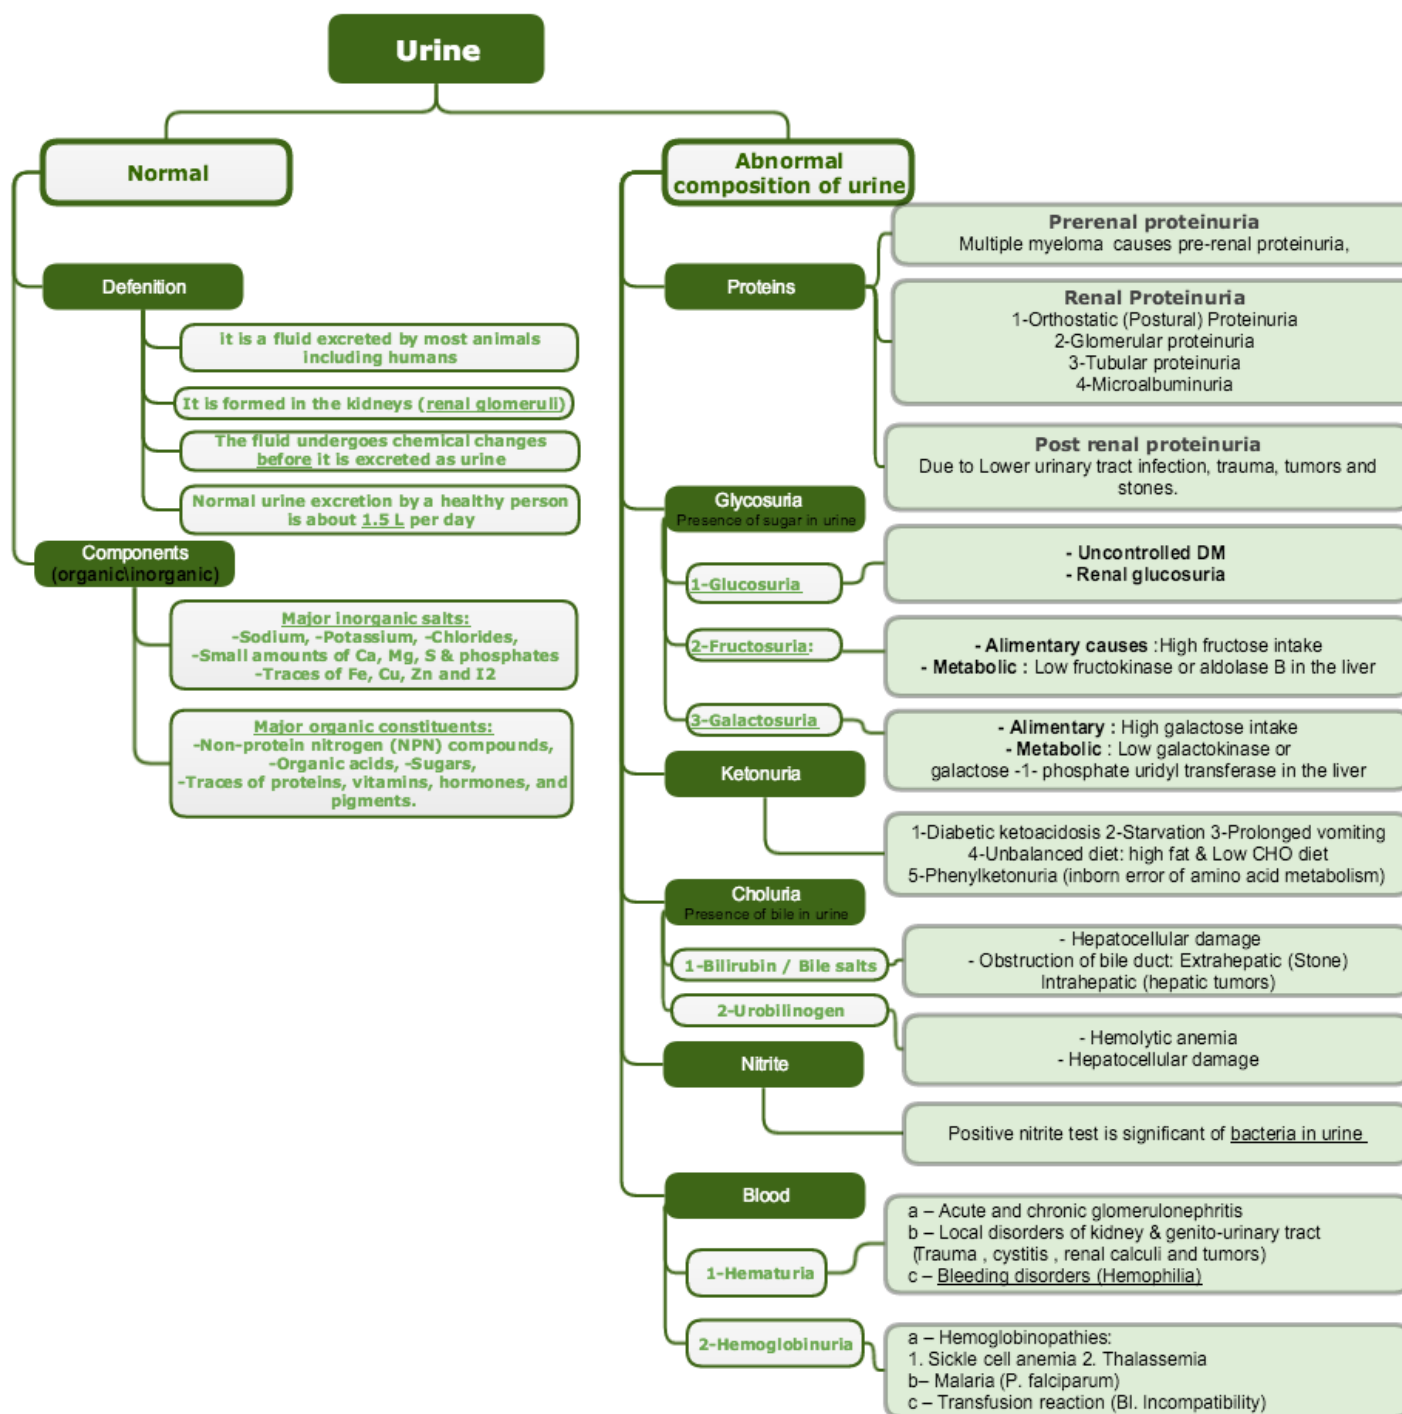 Urine
Normal
Defenition
it is a fluid excreted by most animals
including humans
It is formed in the kidneys (renal glomeruli)
The fluid undergoes chemical changes
before it is excreted as urine
Normal urine excretion by a healthy person
is about 1.5 L per day
Components
(organic\inorganic)
Major inorganic salts:
-Sodium, -Potassium, -Chlorides,
-Small amounts of Ca, Mg, S & phosphates
-Traces of Fe, Cu, Zn and I2
Major organic constituents:
-Non-protein nitrogen (NPN) compounds,
-Organic acids, -Sugars,
-Traces of proteins, vitamins, hormones, and
pigments.
Abnormal
composition of urine
Proteins
Prerenal proteinuria
Multiple myeloma causes pre-renal proteinuria,
Renal Proteinuria
1-Orthostatic (Postural) Proteinuria
2-Glomerular proteinuria
3-Tubular proteinuria
4-Microalbuminuria
Post renal proteinuria
Due to Lower urinary tract infection, trauma, tumors and
stones.
Glycosuria
Presence of sugar in urine
1-Glucosuria
- Uncontrolled DM
- Renal glucosuria
2-Fructosuria:
- Alimentary causes :High fructose intake
- Metabolic : Low fructokinase or aldolase B in the liver
3-Galactosuria
- Alimentary : High galactose intake
- Metabolic : Low galactokinase or
galactose -1- phosphate uridyl transferase in the liver
Ketonuria
1-Diabetic ketoacidosis 2-Starvation 3-Prolonged vomiting
4-Unbalanced diet: high fat & Low CHO diet
5-Phenylketonuria (inborn error of amino acid metabolism)
Choluria
Presence of bile in urine
1-Bilirubin / Bile salts
- Hepatocellular damage
- Obstruction of bile duct: Extrahepatic (Stone)
Intrahepatic (hepatic tumors)
2-Urobilinogen
- Hemolytic anemia
- Hepatocellular damage
Nitrite
Positive nitrite test is significant of bacteria in urine
Blood
1-Hematuria
a – Acute and chronic glomerulonephritis
b – Local disorders of kidney & genito-urinary tract
(Trauma , cystitis , renal calculi and tumors)
c – Bleeding disorders (Hemophilia)
2-Hemoglobinuria
a – Hemoglobinopathies:
1. Sickle cell anemia 2. Thalassemia
b– Malaria (P. falciparum)
c – Transfusion reaction (Bl. Incompatibility)